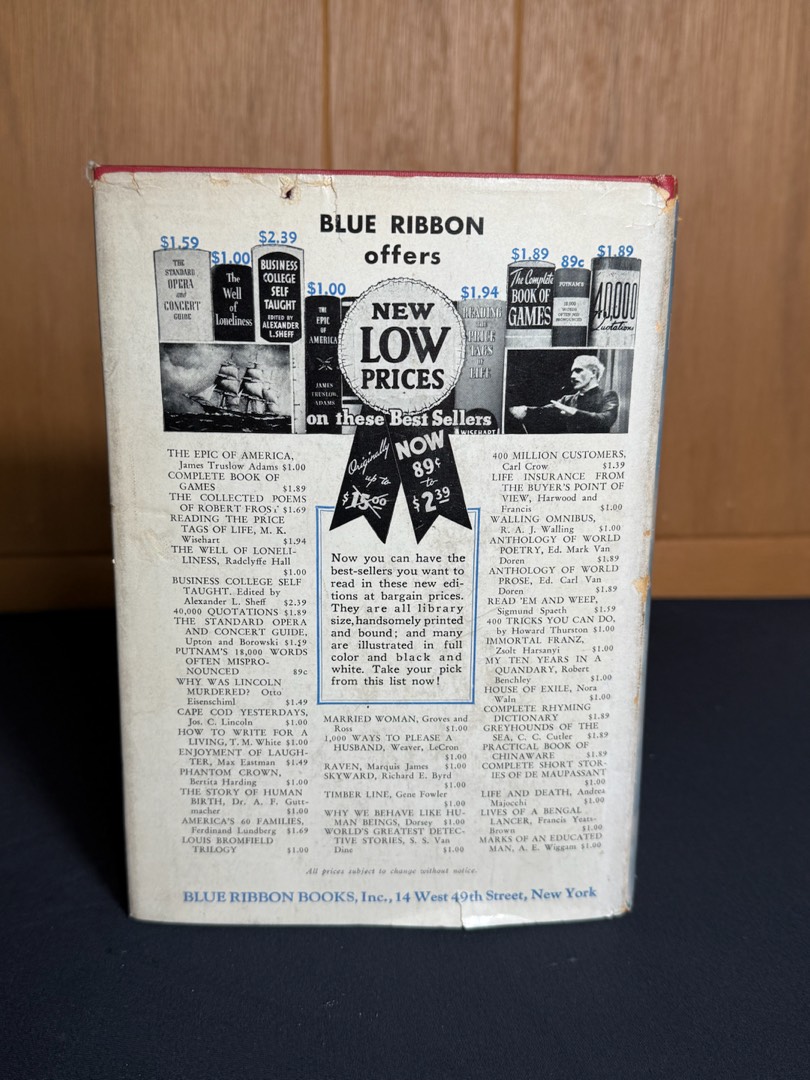 BLUE RIBBON
offers
$1.59
$1.00
$2.39
$1.00
$1.94
$1.89
89c
$1.89
THE
STANDARD
OPERA
and
CONCERT
GUIDE
The
Well
of
Loneliness
BUSINESS
COLLEGE
SELF
TAUGHT
EDITED BY
ALEXANDER
L. SHEFF
THE
EPIC
OF
AMERICA
JAMES
TRUSLOW
ADAMS
NEW
LOW
PRICES
on these Best Sellers
READING
THE
PRICE
TAGS
OF
LIFE
WISEHART
The Complete
BOOK OF
GAMES
PUTNAM'S
18,000
WORDS
OFTEN MIS-
PRONOUNCED
40,000
Quotations
Originally
up to
$15.00
NOW
89¢
to
$2.39
THE EPIC OF AMERICA,
James Truslow Adams $1.00
COMPLETE BOOK OF
GAMES $1.89
THE COLLECTED POEMS
OF ROBERT FROST $1.69
READING THE PRICE
TAGS OF LIFE, M. K.
Wisehart $1.94
THE WELL OF LONELI-
LINESS, Radclyffe Hall
$1.00
BUSINESS COLLEGE SELF
TAUGHT. Edited by
Alexander L. Sheff $2.39
40,000 QUOTATIONS $1.89
THE STANDARD OPERA
AND CONCERT GUIDE,
Upton and Borowski $1.59
PUTNAM'S 18,000 WORDS
OFTEN MISPRO-
NOUNCED 89c
WHY WAS LINCOLN
MURDERED? Otto
Eisenschiml $1.49
CAPE COD YESTERDAYS,
Jos. C. Lincoln $1.00
HOW TO WRITE FOR A
LIVING, T. M. White $1.00
ENJOYMENT OF LAUGH-
TER, Max Eastman $1.49
PHANTOM CROWN,
Bertita Harding $1.00
THE STORY OF HUMAN
BIRTH, Dr. A. F. Gutt-
macher $1.00
AMERICA'S 60 FAMILIES,
Ferdinand Lundberg $1.69
LOUIS BROMFIELD
TRILOGY $1.00
Now you can have the
best-sellers you want to
read in these new edi-
tions at bargain prices.
They are all library
size, handsomely printed
and bound; and many
are illustrated in full
color and black and
white. Take your pick
from this list now!
MARRIED WOMAN, Groves and
Ross $1.00
1,000 WAYS TO PLEASE A
HUSBAND, Weaver, LeCron
$1.00
RAVEN, Marquis James $1.00
SKYWARD, Richard E. Byrd
$1.00
TIMBER LINE, Gene Fowler
$1.00
WHY WE BEHAVE LIKE HU-
MAN BEINGS, Dorsey $1.00
WORLD'S GREATEST DETEC-
TIVE STORIES, S. S. Van
Dine $1.00
400 MILLION CUSTOMERS,
Carl Crow $1.39
LIFE INSURANCE FROM
THE BUYER'S POINT OF
VIEW, Harwood and
Francis $1.00
WALLING OMNIBUS,
R. A. J. Walling $1.00
ANTHOLOGY OF WORLD
POETRY, Ed. Mark Van
Doren $1.89
ANTHOLOGY OF WORLD
PROSE, Ed. Carl Van
Doren $1.89
READ 'EM AND WEEP,
Sigmund Spaeth $1.59
400 TRICKS YOU CAN DO,
by Howard Thurston $1.00
IMMORTAL FRANZ,
Zsolt Harsanyi $1.00
MY TEN YEARS IN A
QUANDARY, Robert
Benchley $1.00
HOUSE OF EXILE, Nora
Waln $1.00
COMPLETE RHYMING
DICTIONARY $1.89
GREYHOUNDS OF THE
SEA, C. C. Cutler $1.89
PRACTICAL BOOK OF
CHINAWARE $1.89
COMPLETE SHORT STOR-
IES OF DE MAUPASSANT
$1.00
LIFE AND DEATH, Andrea
Majocchi $1.00
LIVES OF A BENGAL
LANCER, Francis Yeats-
Brown $1.00
MARKS OF AN EDUCATED
MAN, A. E. Wiggam $1.00
All prices subject to change without notice.
BLUE RIBBON BOOKS, Inc., 14 West 49th Street, New York